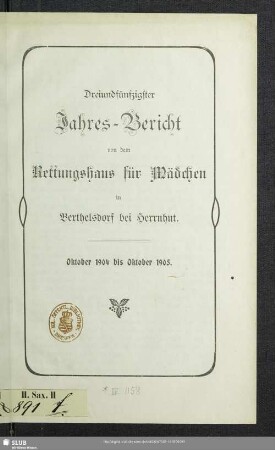 Dreiundfünfzigster
Jahres-Bericht
von dem
Rettungshaus für Mädchen
in
Berthelsdorf bei Herrnhut.
Oktober 1904 bis Oktober 1905.
H. Sax. H
891 t.
SLUB